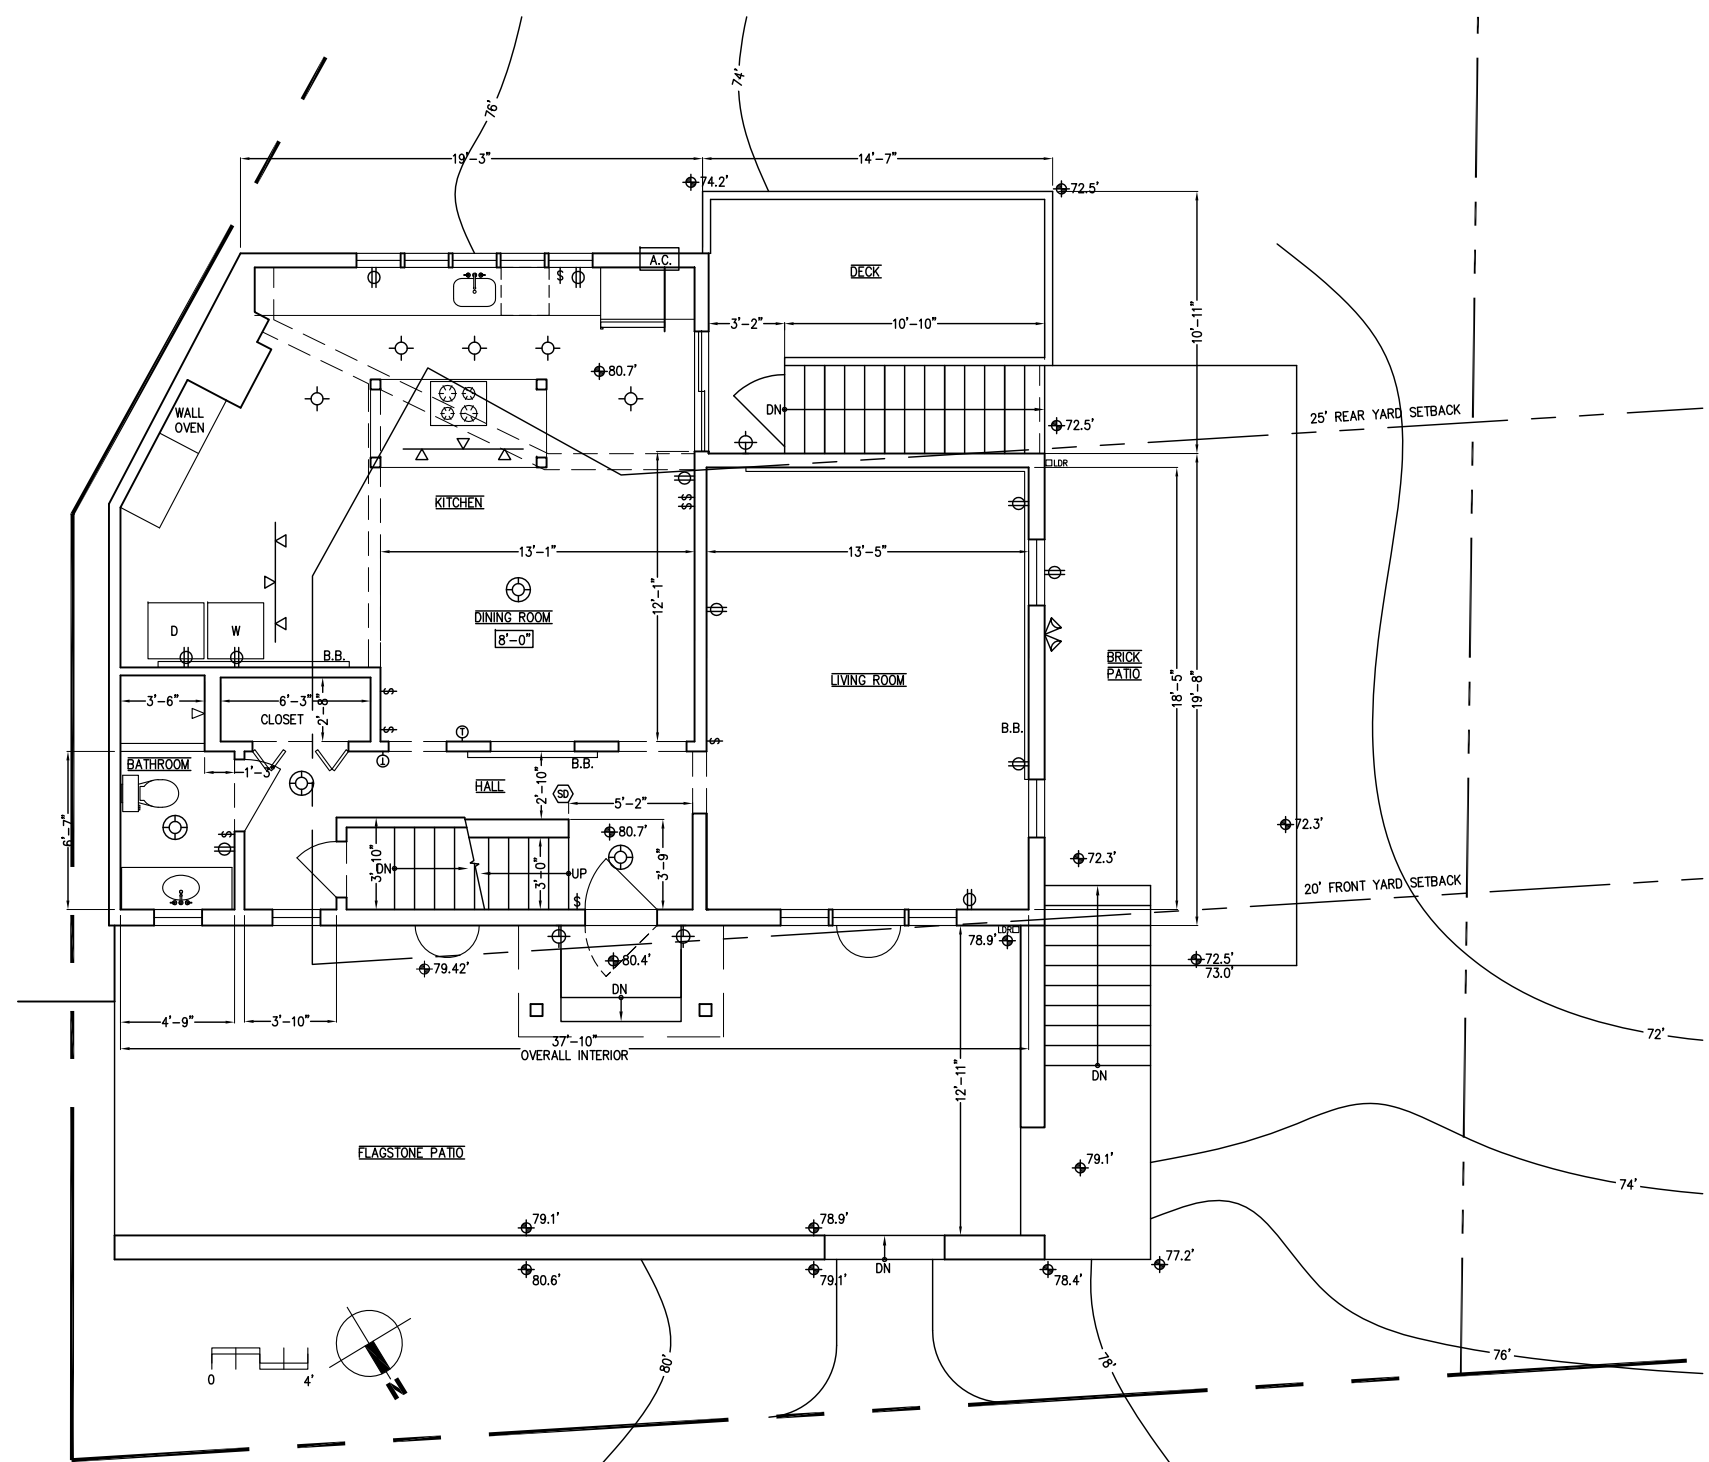 76'
74'
19'-3"
14'-7"
74.2'
72.5'
A.C.
DECK
$
10'-11"
3'-2"
10'-10"
80.7'
WALL
OVEN
DN
25' REAR YARD SETBACK
72.5'
LDR
KITCHEN
$
$
13'-1"
13'-5"
12'-1"
DINING ROOM
8'-0"
D
W
B.B.
BRICK
PATIO
LIVING ROOM
18'-5"
19'-8"
3'-6"
6'-3"
2'-8"
CLOSET
$
$
$
B.B.
T
T
BATHROOM
1'-3"
HALL
B.B.
2'-10"
SD
5'-2"
6'-7"
$
80.7'
72.3'
72.3'
3'-10"
DN
3'-0"
UP
3'-9"
$
20' FRONT YARD SETBACK
LDR
78.9'
79.42'
80.4'
72.5'
73.0'
DN
4'-9"
3'-10"
37'-10"
OVERALL INTERIOR
72'
12'-11"
DN
FLAGSTONE PATIO
79.1'
74'
79.1'
78.9'
80.6'
79.1'
DN
78.4'
77.2'
80'
78'
76'
0
4'
N